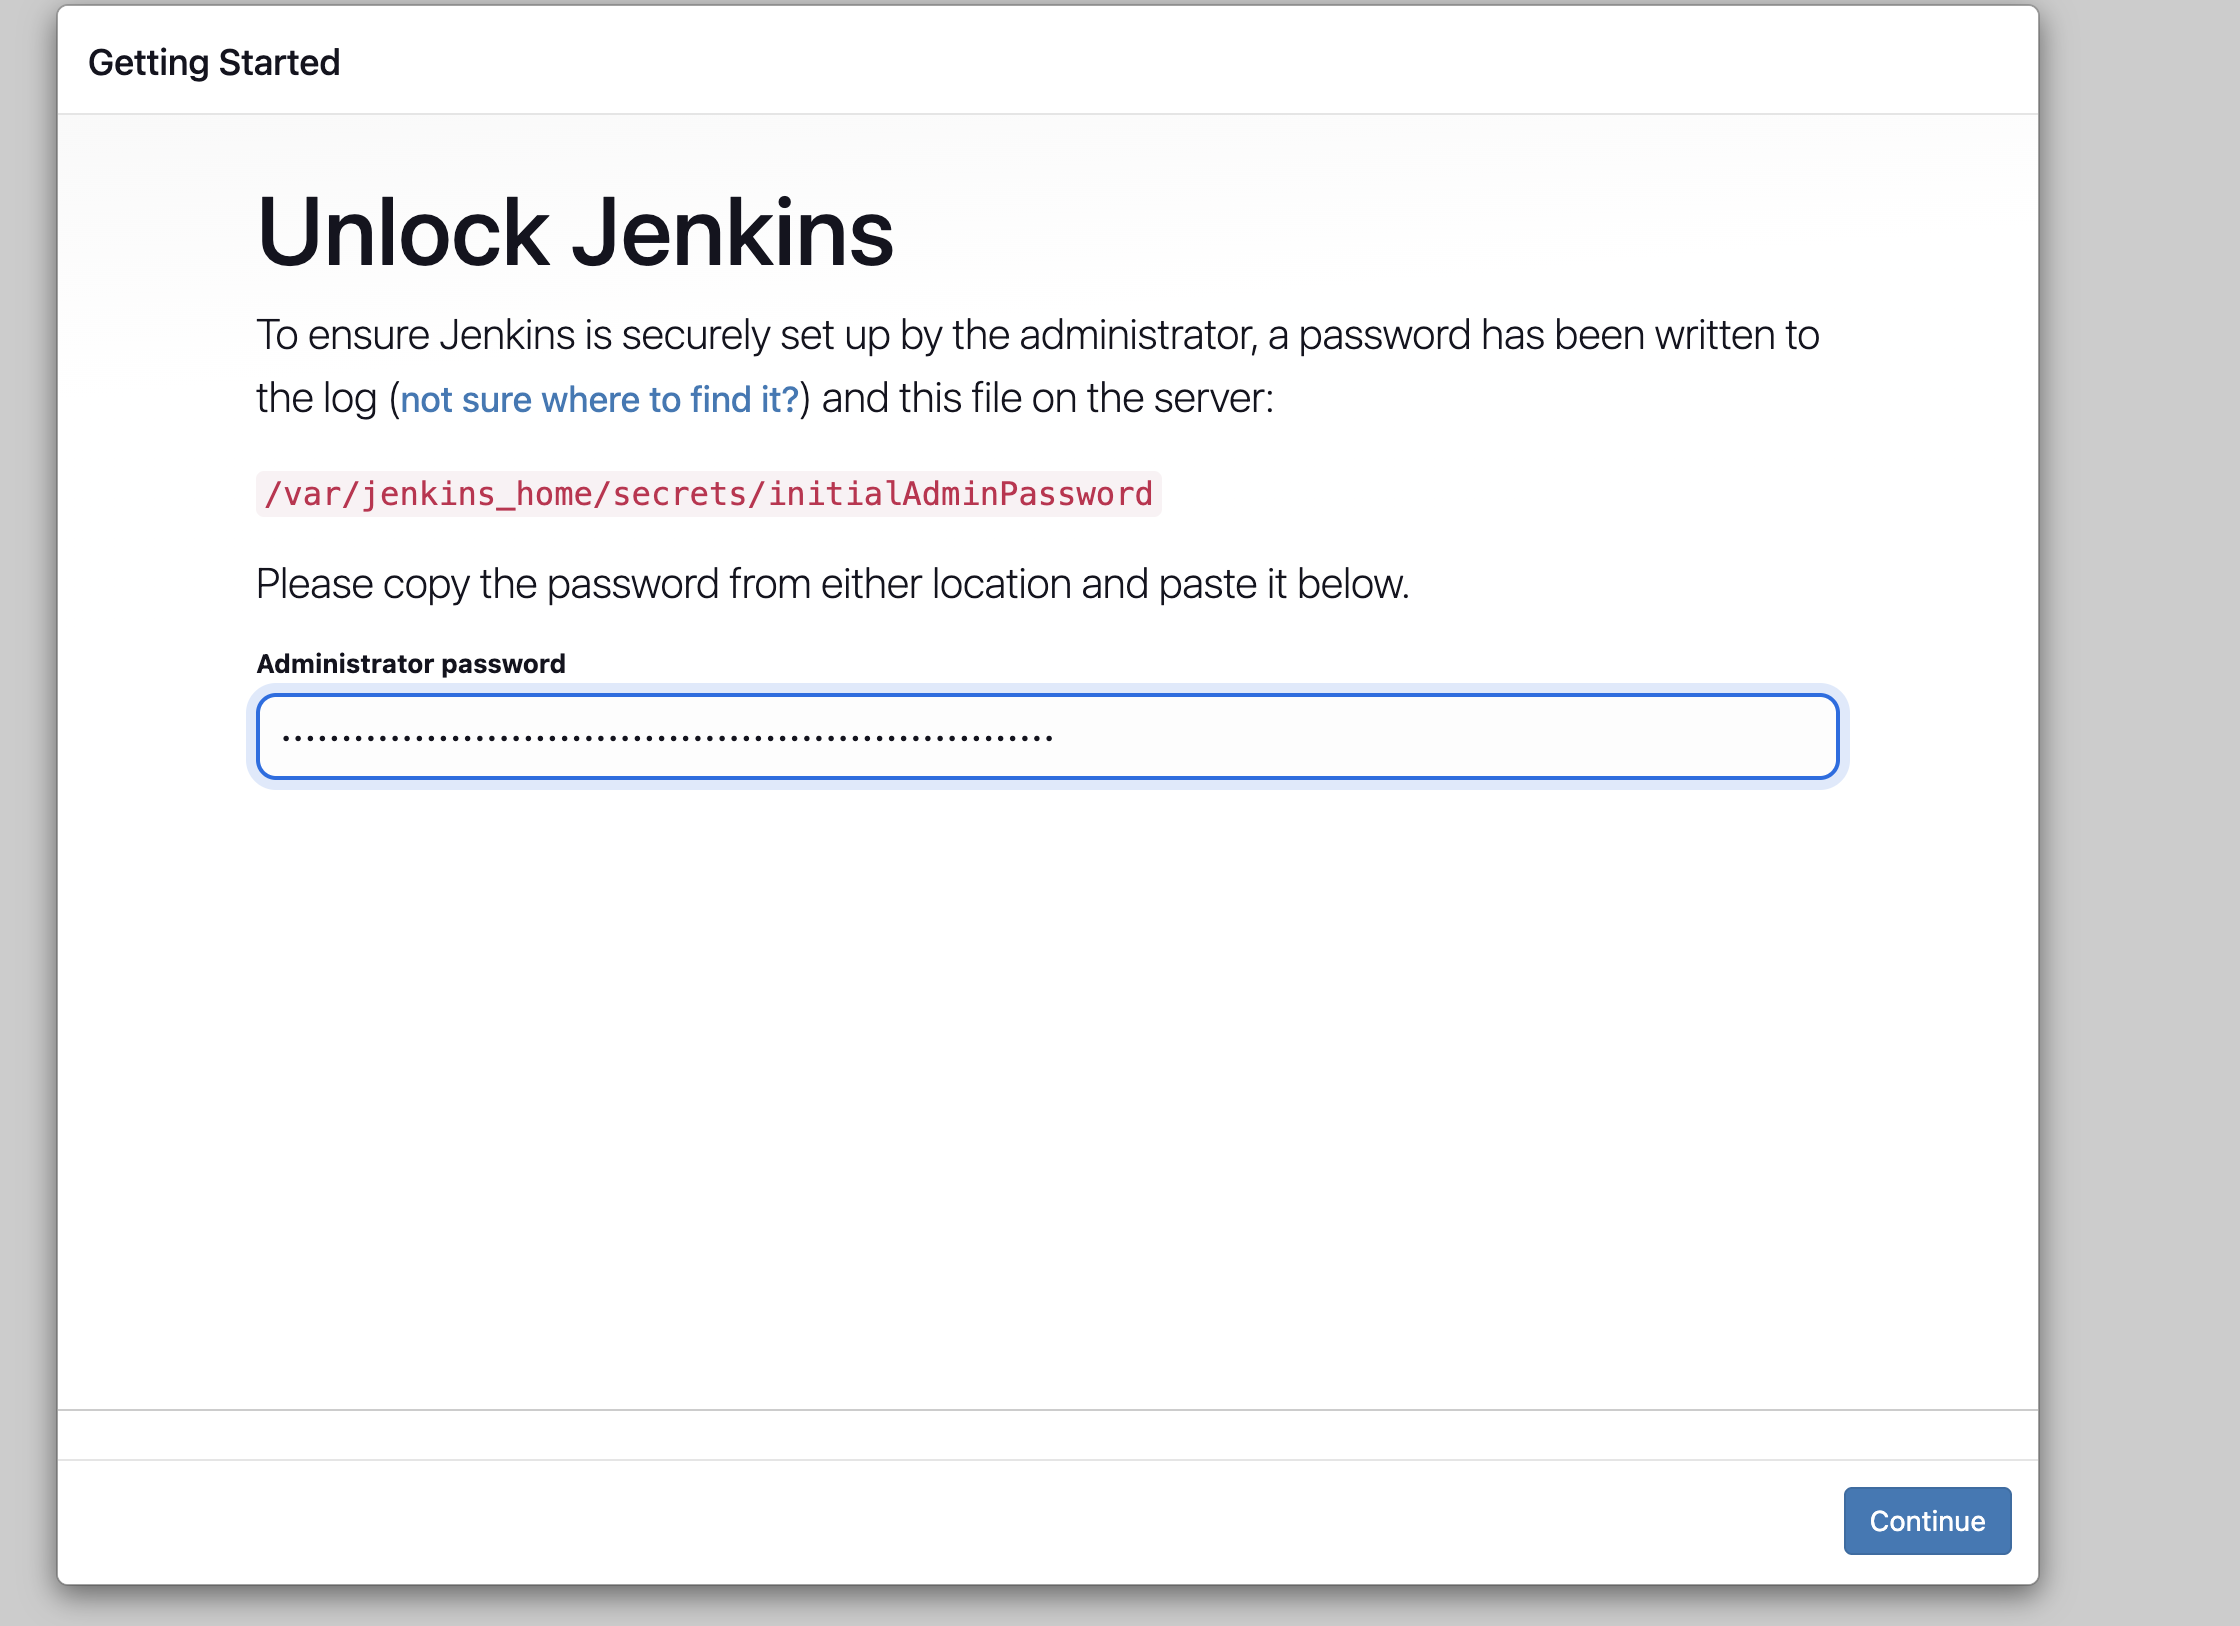 Getting Started
Unlock Jenkins
To ensure Jenkins is securely set up by the administrator, a password has been written to
the log (not sure where to find it?) and this file on the server:
/var/jenkins_home/secrets/initialAdminPassword
Please copy the password from either location and paste it below.
Administrator password
••••••••••••••••••••••••••••••••••••••••••••••••••••••••••••••••
Continue